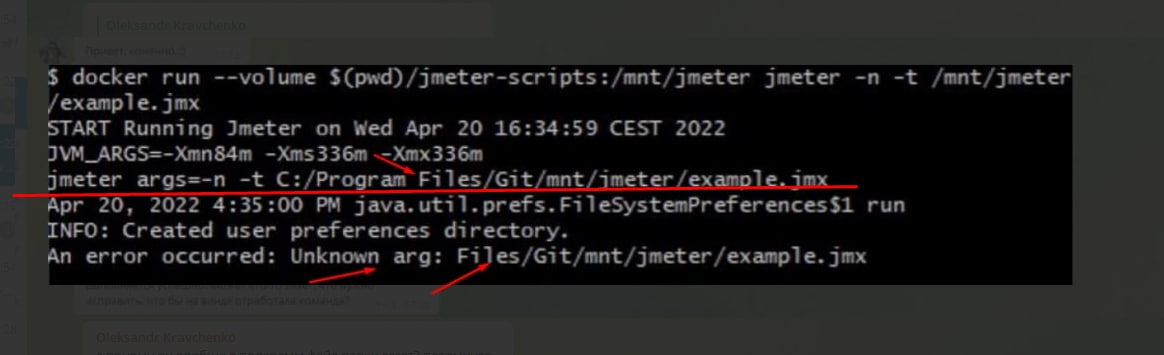 Oleksandr Kravchenko
Привет, конечно. :)
$ docker run --volume $(pwd)/jmeter-scripts:/mnt/jmeter jmeter -n -t /mnt/jmeter
/example.jmx
START Running Jmeter on Wed Apr 20 16:34:59 CEST 2022
JVM_ARGS=-Xmn84m -Xms336m -Xmx336m
jmeter args=-n -t C:/Program Files/Git/mnt/jmeter/example.jmx
Apr 20, 2022 4:35:00 PM java.util.prefs.FileSystemPreferences$1 run
INFO: Created user preferences directory.
An error occurred: Unknown arg: Files/Git/mnt/jmeter/example.jmx
исправить, что бы на винде отработала команда?
Oleksandr Kravchenko